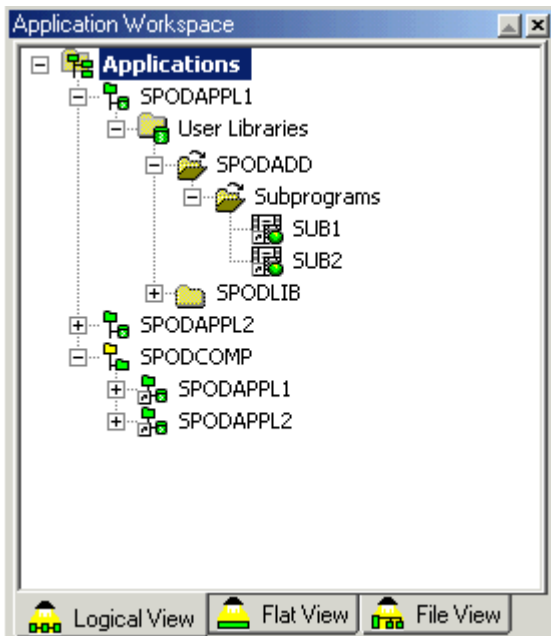 Application Workspace
Applications
SPODAPPL1
User Libraries
SPODADD
Subprograms
SUB1
SUB2
SPODLIB
SPODAPPL2
SPODCOMP
SPODAPPL1
SPODAPPL2
Logical View Flat View File View